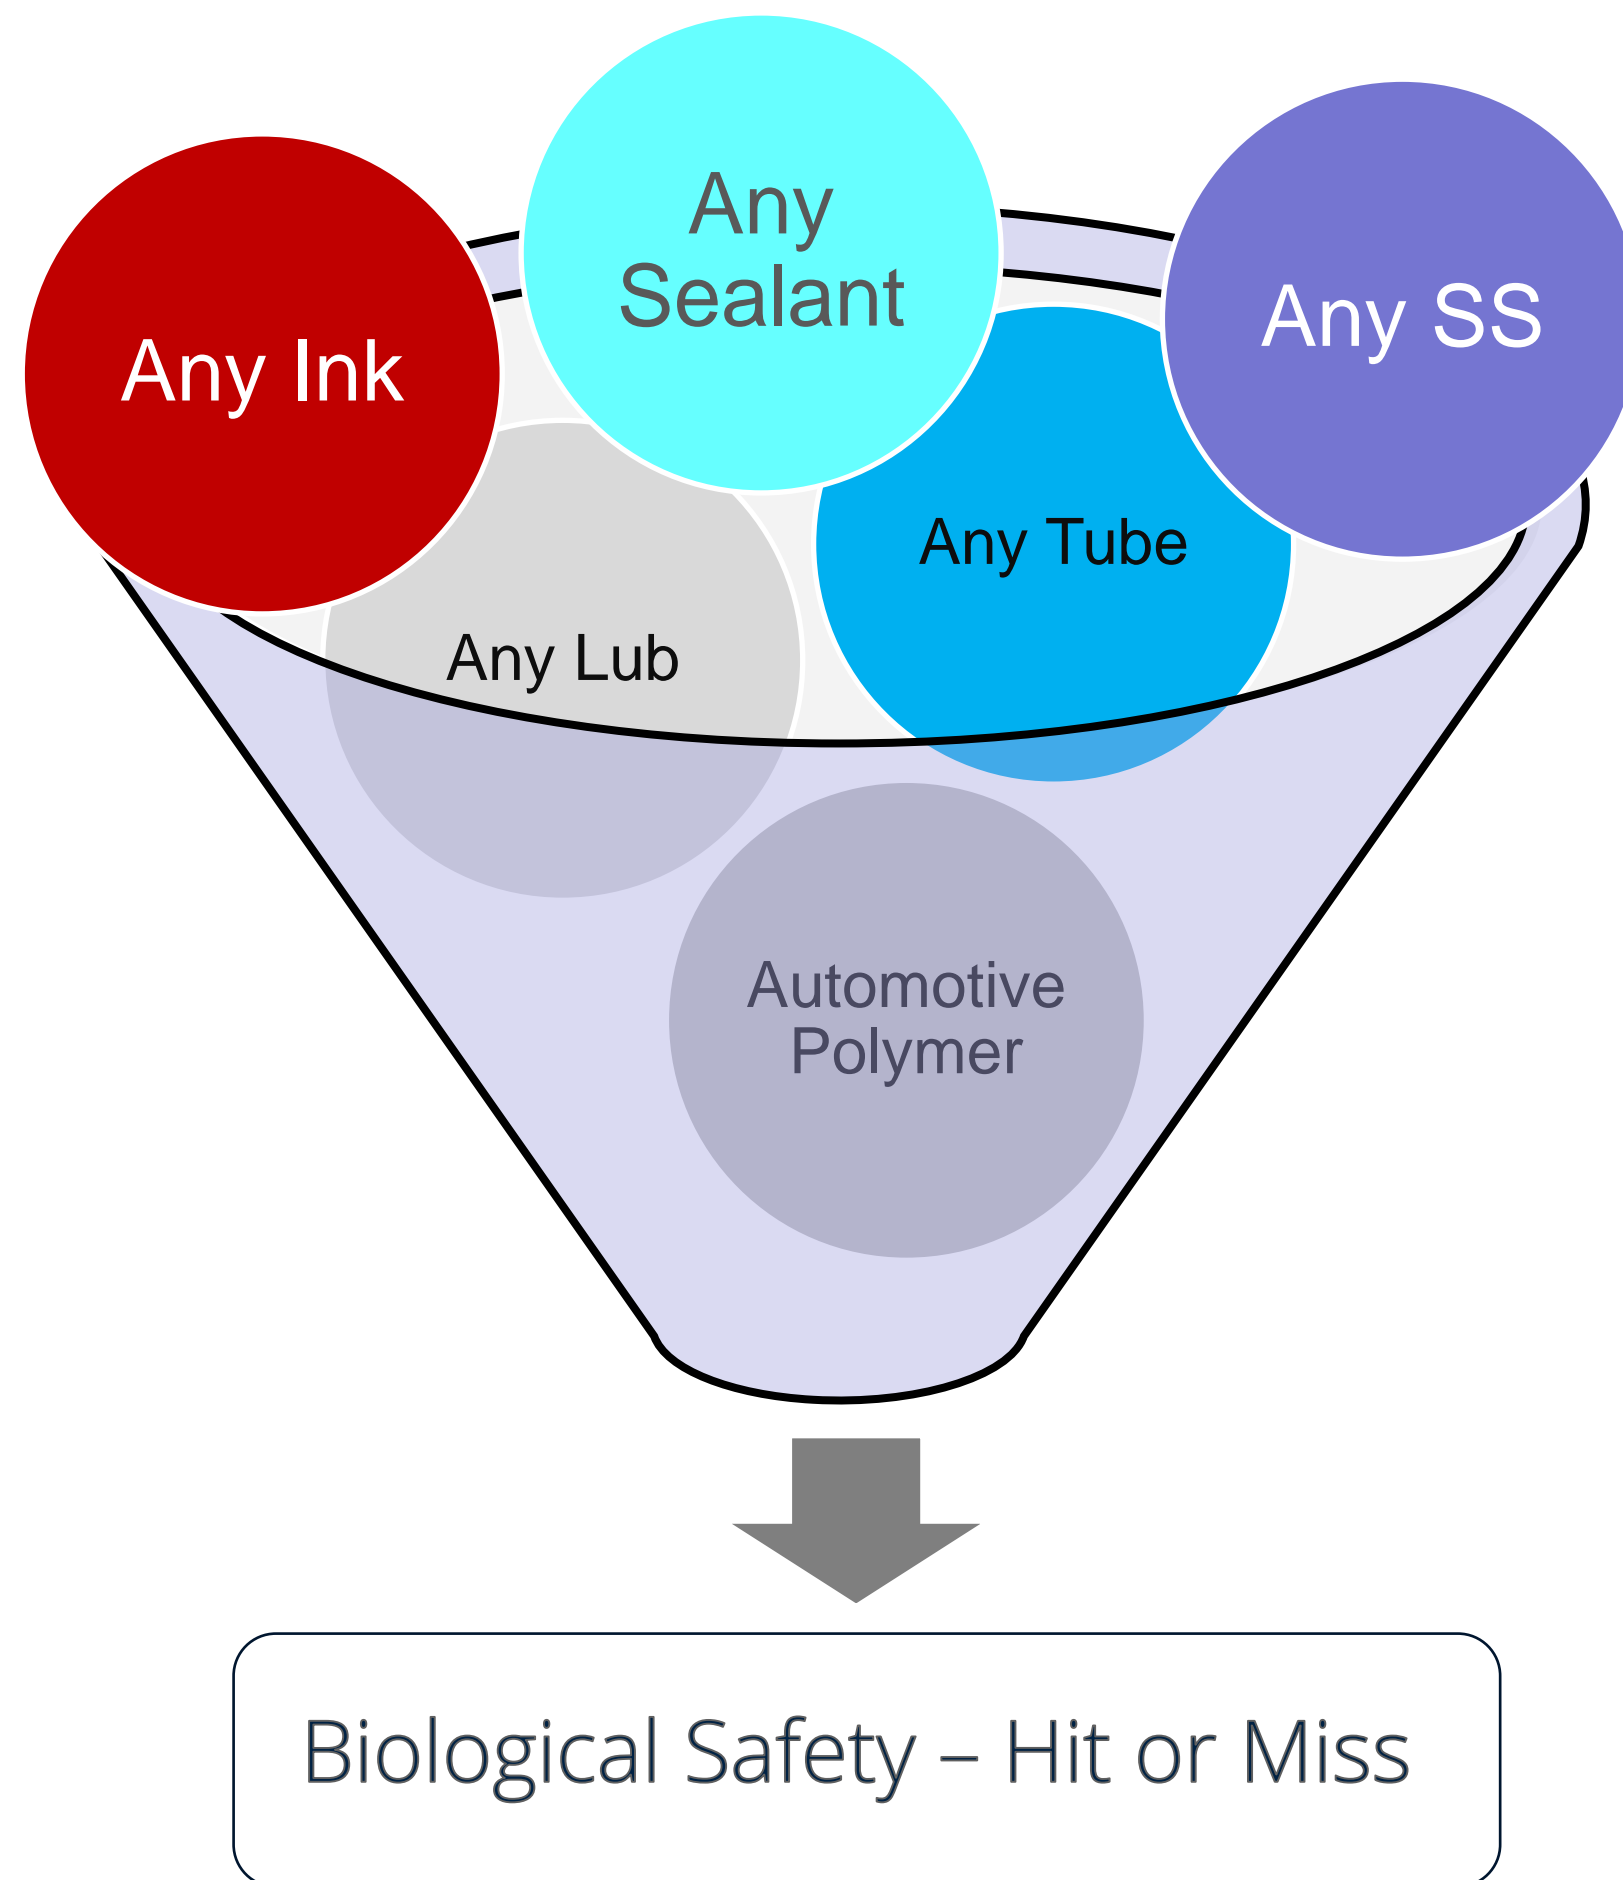 Any
Sealant
Any SS
Any Ink
Any Tube
Any Lub
Automotive
Polymer
Biological Safety – Hit or Miss